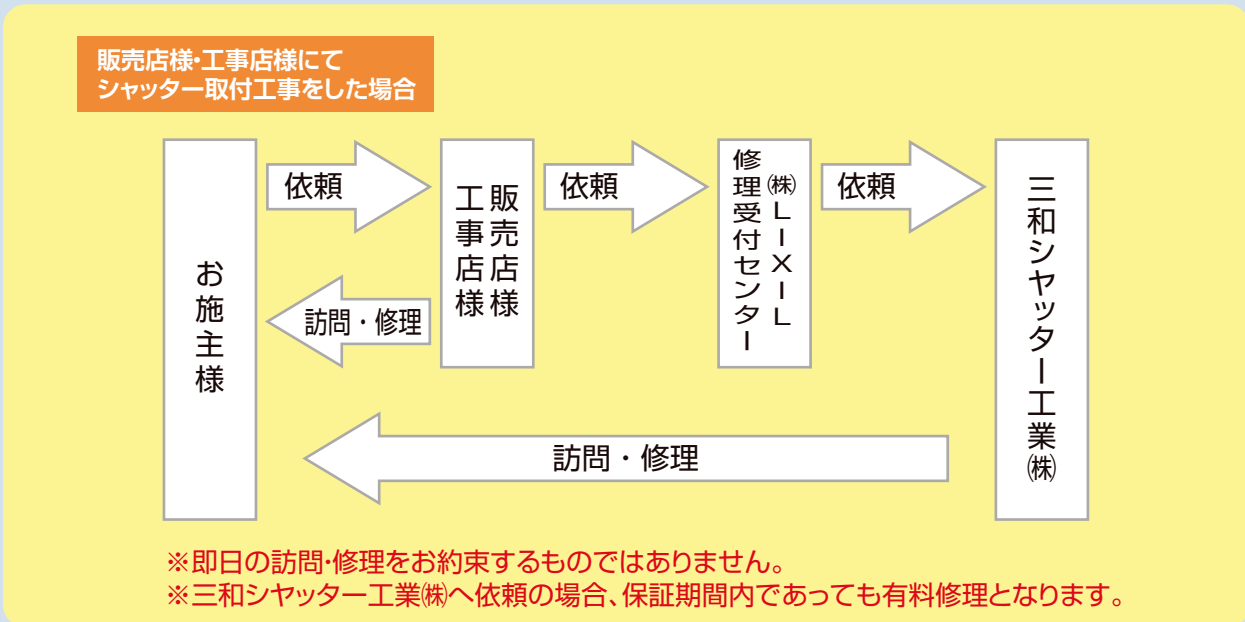 販売店様・工事店様にて
シャッター取付工事をした場合
お施主様
依頼
訪問・修理
販売店様
工事店様
依頼
㈱LIXIL
修理受付センター
依頼
三和シヤッター工業㈱
訪問・修理
※即日の訪問・修理をお約束するものではありません。
※三和シヤッター工業㈱へ依頼の場合、保証期間内であっても有料修理となります。